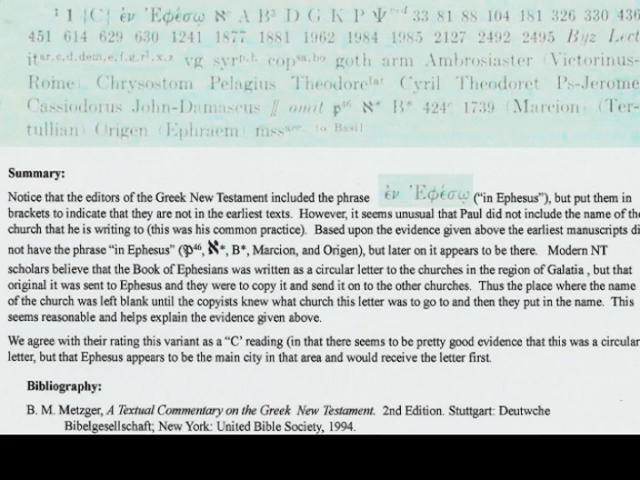 1 1 {C} ἐν Ἐφέσῳ ℵᶜ A B³ D G K P Ψ 33 81 88 104 181 326 330 436
451 614 629 630 1241 1877 1881 1962 1984 1985 2127 2492 2495 Byz Lect
itᵃʳ,ᶜ,ᵈ,ᵈᵉᵐ,ᵉ,ᶠ,ᵍ,ʳ¹,ˣ,ᶻ vg syrᵖ,ʰ copˢᵃ,ᵇᵒ goth arm Ambrosiaster (Victorinus-
Rome) Chrysostom Pelagius Theodoreˡᵃᵗ Cyril Theodoret Ps-Jerome
Cassiodorus John-Damascus // omit p⁴⁶ ℵ* B* 424ᶜ 1739 (Marcion) (Ter-
tullian) Origen (Ephraem) mss to Basil
Summary:
Notice that the editors of the Greek New Testament included the phrase ἐν Ἐφέσῳ ("in Ephesus"), but put them in
brackets to indicate that they are not in the earliest texts. However, it seems unusual that Paul did not include the name of the
church that he is writing to (this was his common practice). Based upon the evidence given above the earliest manuscripts di
not have the phrase "in Ephesus" (𝔓⁴⁶, ℵ*, B*, Marcion, and Origen), but later on it appears to be there. Modern NT
scholars believe that the Book of Ephesians was written as a circular letter to the churches in the region of Galatia , but that
original it was sent to Ephesus and they were to copy it and send it on to the other churches. Thus the place where the name
of the church was left blank until the copyists knew what church this letter was to go to and then they put in the name. This
seems reasonable and helps explain the evidence given above.
We agree with their rating this variant as a "C' reading (in that there seems to be pretty good evidence that this was a circular
letter, but that Ephesus appears to be the main city in that area and would receive the letter first.
Bibliography:
B. M. Metzger, A Textual Commentary on the Greek New Testament. 2nd Edition. Stuttgart: Deutwche
Bibelgesellschaft; New York: United Bible Society, 1994.